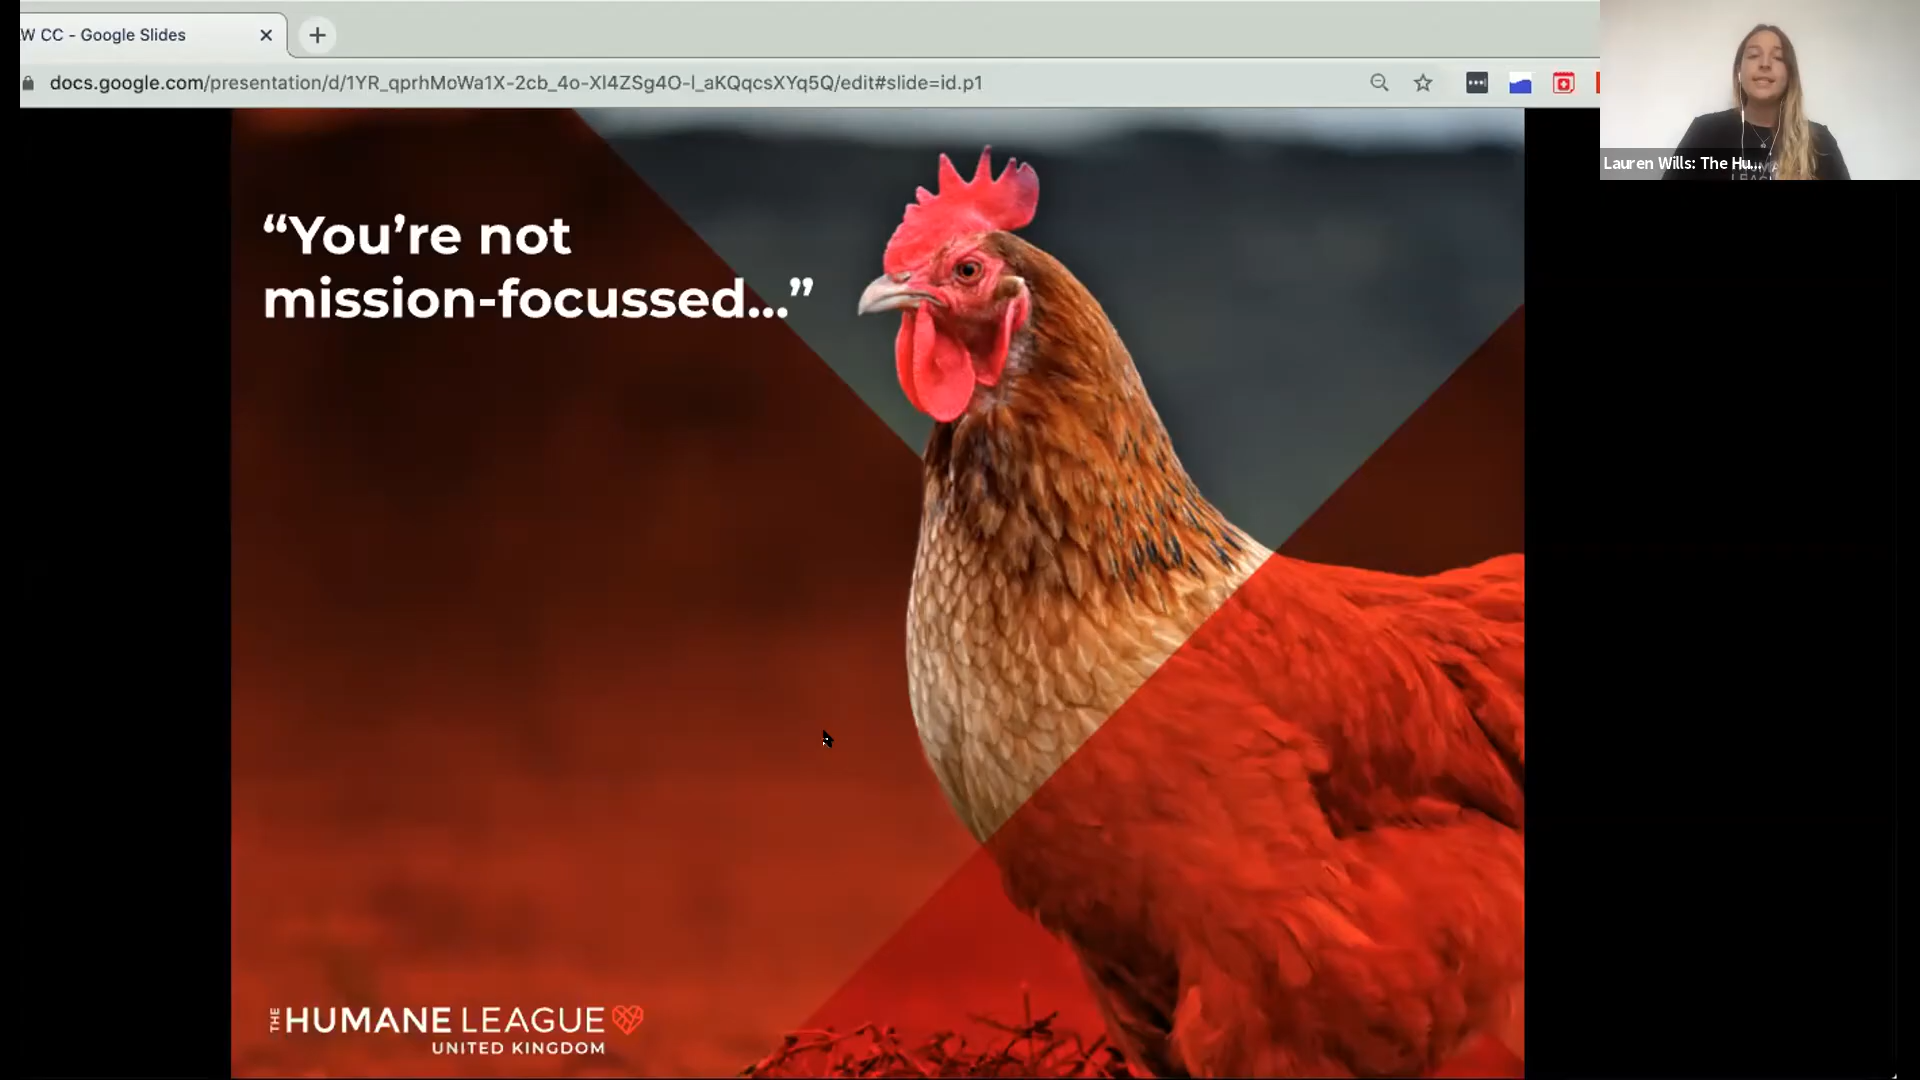 W CC - Google Slides
docs.google.com/presentation/d/1YR_qprhMoWa1X-2cb_4o-Xl4ZSg4O-l_aKQqcsXYq5Q/edit#slide=id.p1
Lauren Wills: The Hu...
“You’re not
mission-focussed...”
THE HUMANE LEAGUE
UNITED KINGDOM